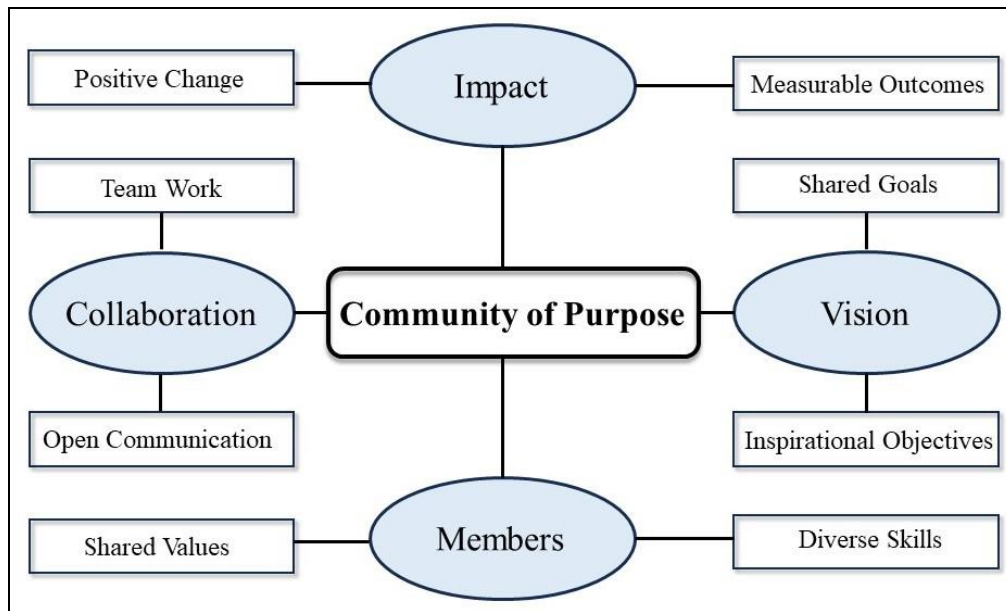 Positive Change
Impact
Measurable Outcomes
Team Work
Shared Goals
Collaboration
Community of Purpose
Vision
Open Communication
Inspirational Objectives
Shared Values
Members
Diverse Skills